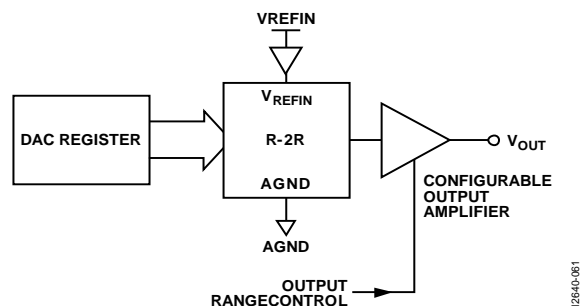 VREFIN
VREFIN
DAC REGISTER
R-2R
VOUT
AGND
CONFIGURABLE
OUTPUT
AMPLIFIER
AGND
OUTPUT
RANGECONTROL
12640-061